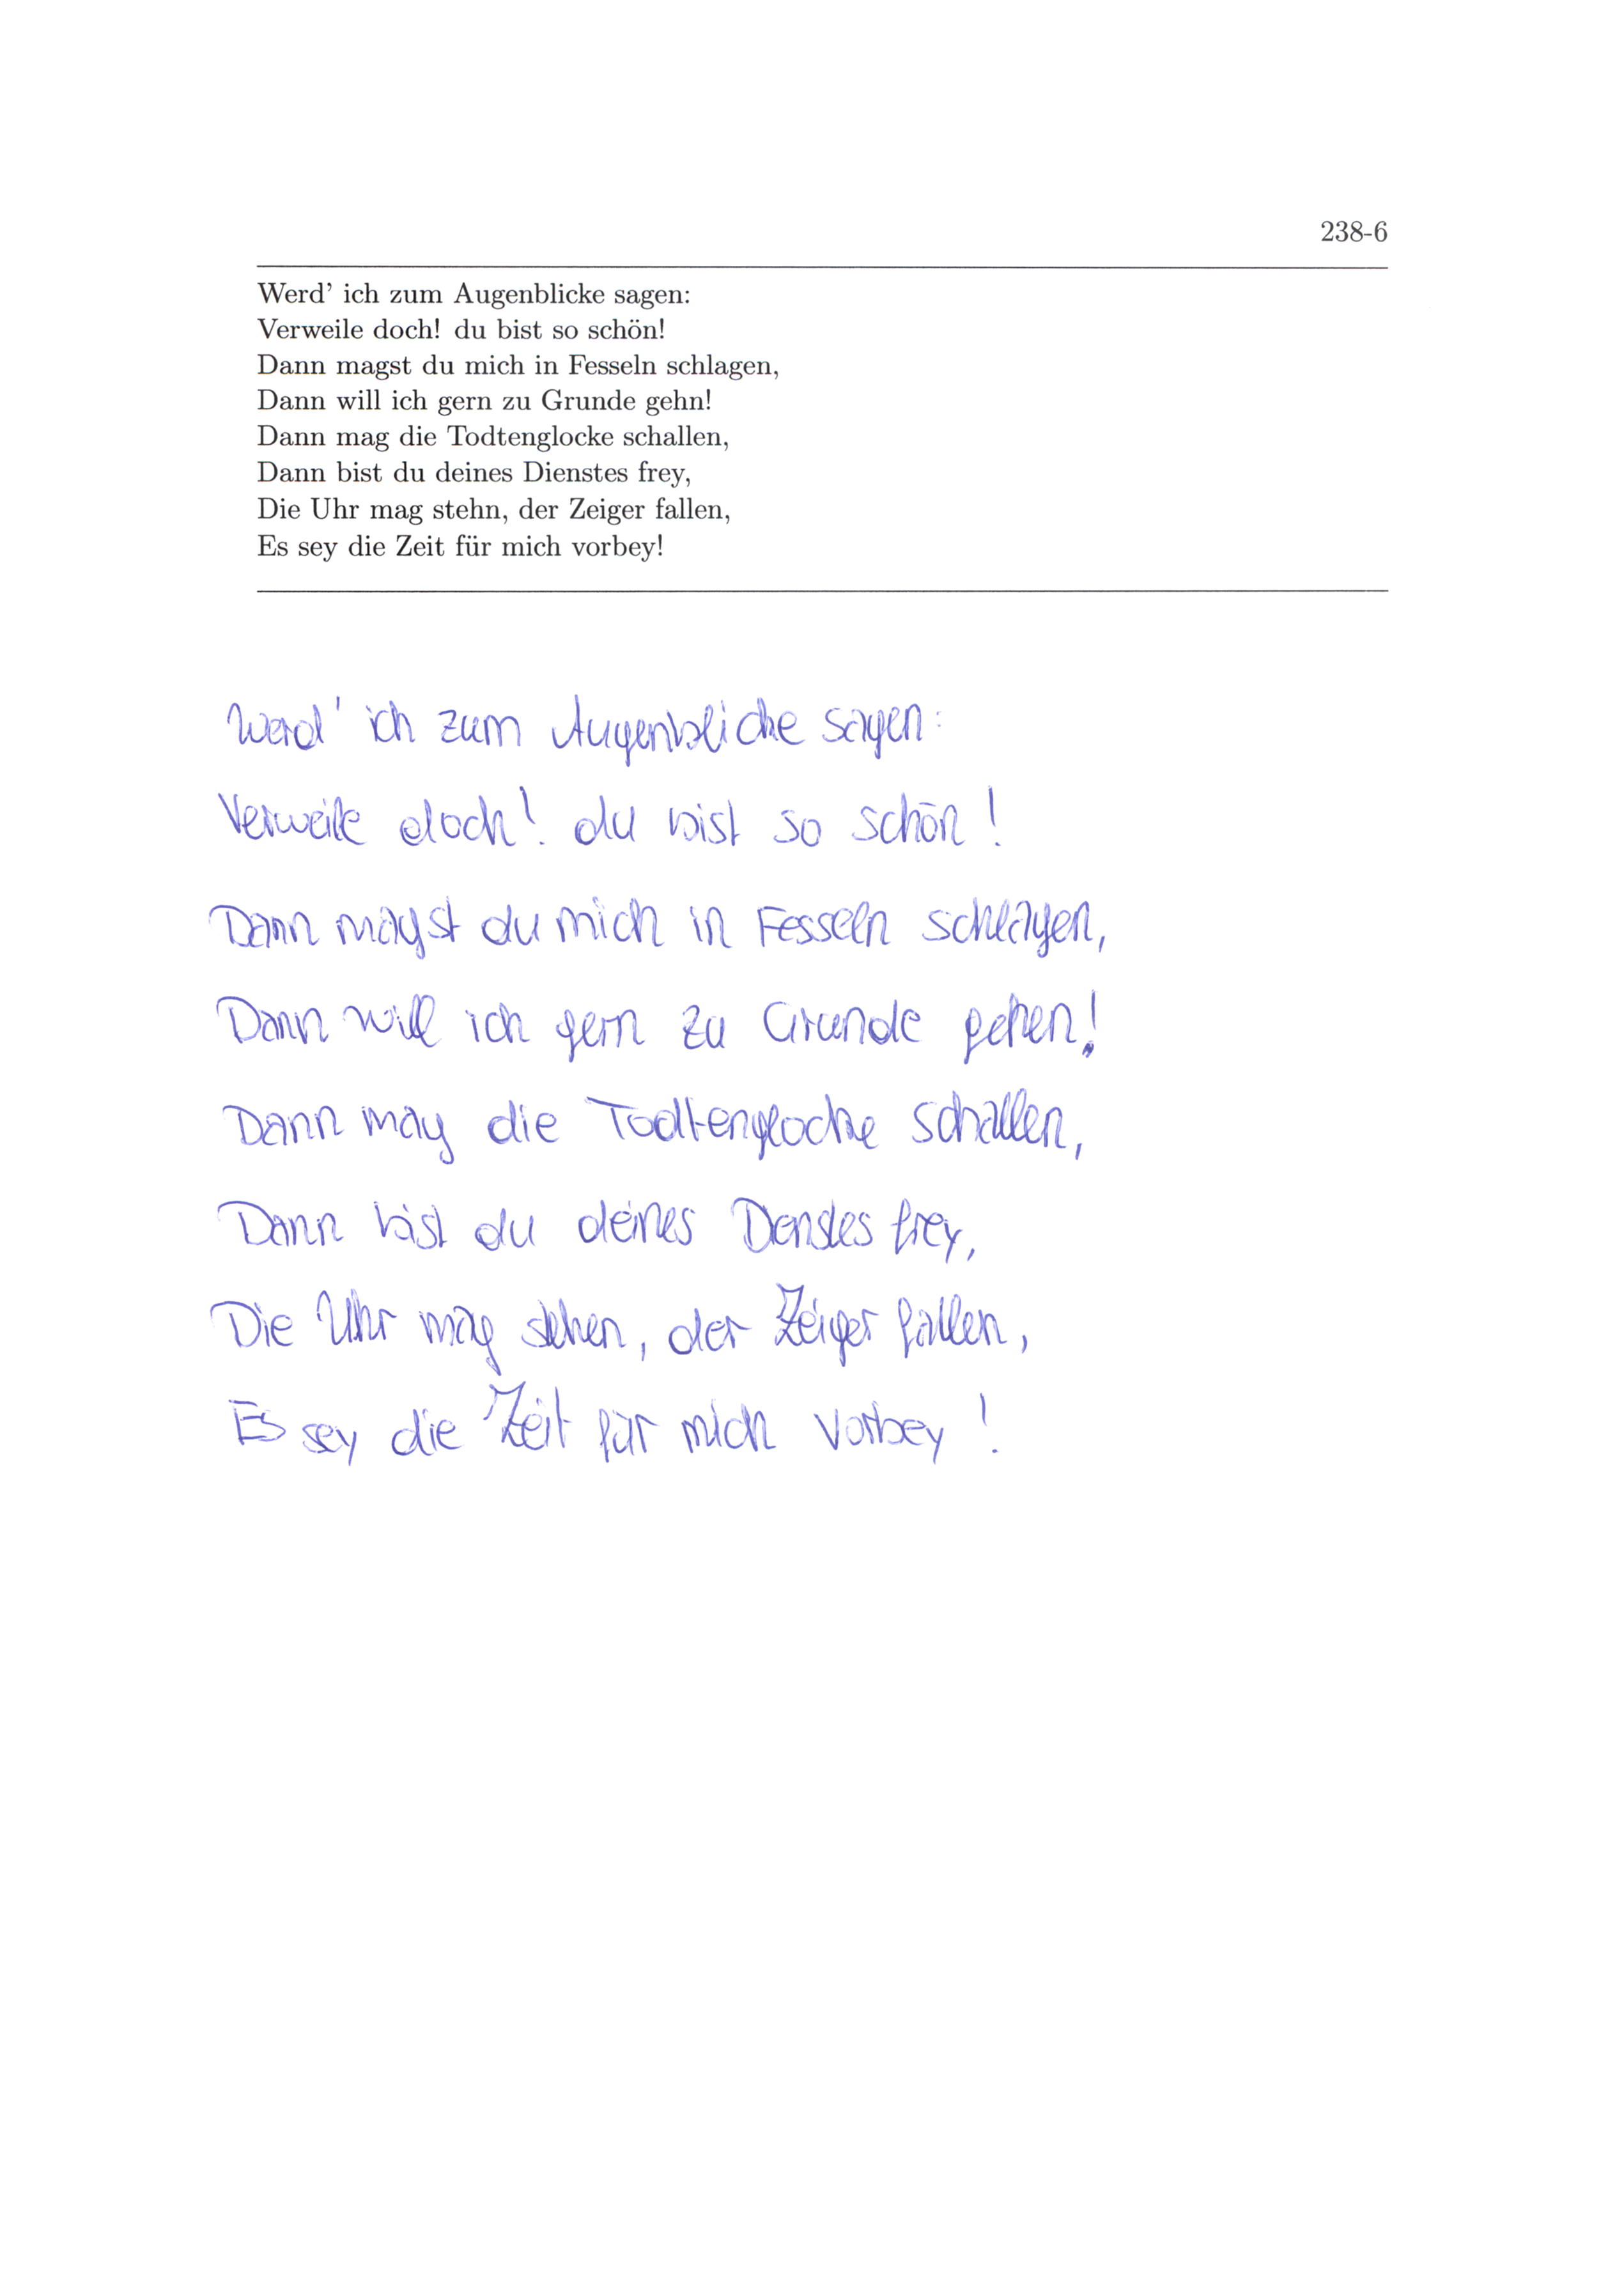 238-6
Werd' ich zum Augenblicke sagen:
Verweile doch! du bist so schön!
Dann magst du mich in Fesseln schlagen,
Dann will ich gern zu Grunde gehn!
Dann mag die Todtenglocke schallen,
Dann bist du deines Dienstes frey,
Die Uhr mag stehn, der Zeiger fallen,
Es sey die Zeit für mich vorbey!
Werd' ich zum Augenblicke sagen:
Verweile doch! du bist so schön!
Dann magst du mich in Fesseln schlagen,
Dann will ich gern zu Grunde gehen!
Dann mag die Todtenglocke schallen,
Dann bist du deines Dienstes frey,
Die Uhr mag stehen, der Zeiger fallen,
Es sey die Zeit für mich vorbey!